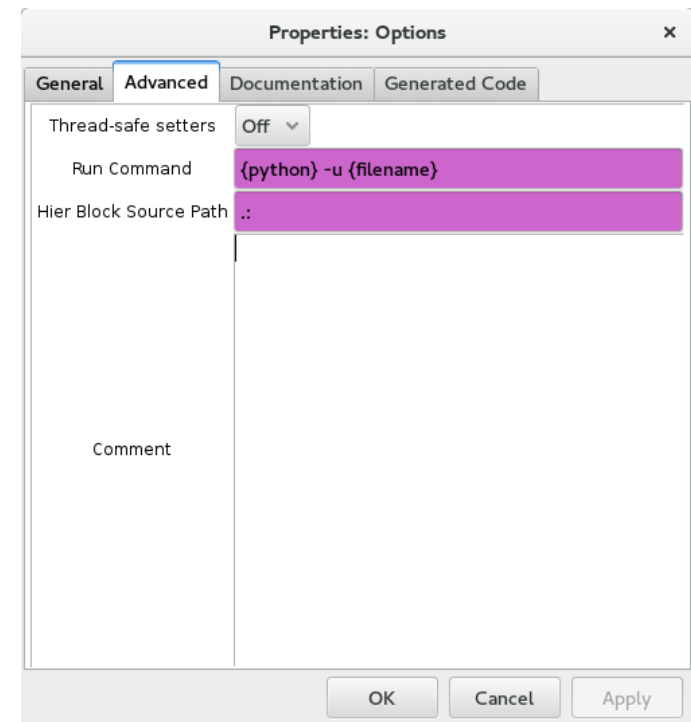 Properties: Options ×
General Advanced Documentation Generated Code
Thread-safe setters Off
Run Command {python} -u {filename}
Hier Block Source Path .:
Comment
OK Cancel Apply